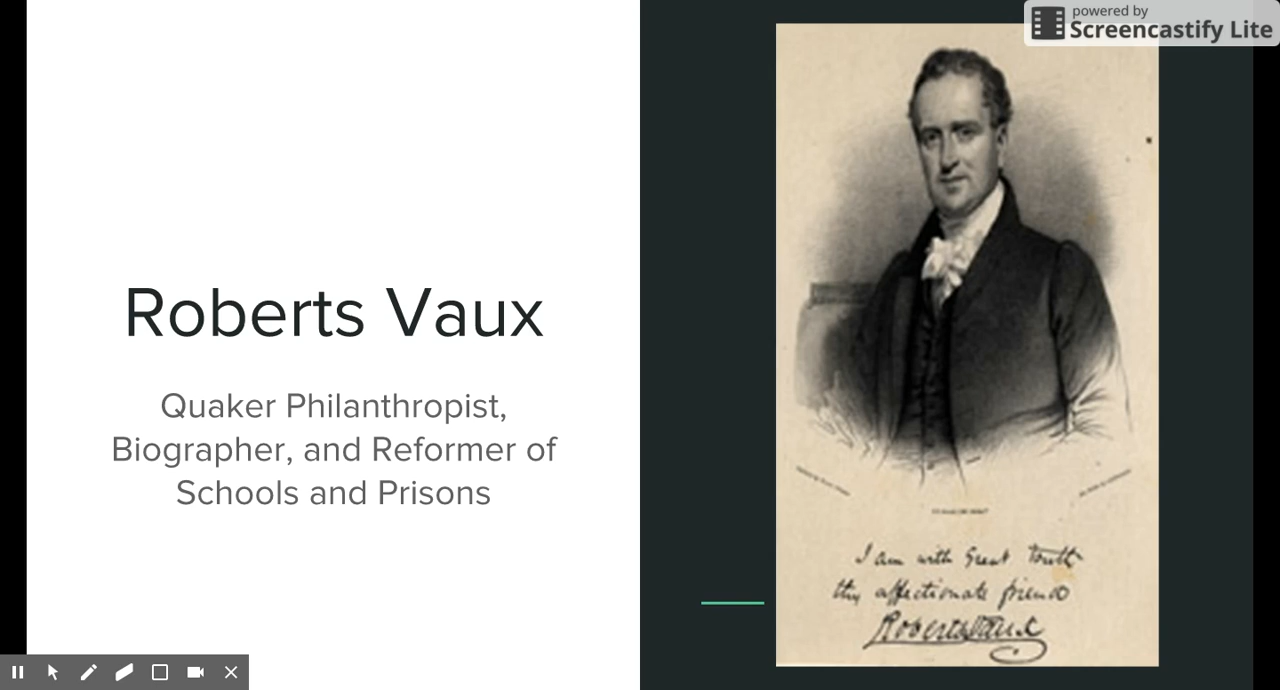 powered by
Screencastify Lite
Roberts Vaux
Quaker Philanthropist,
Biographer, and Reformer of
Schools and Prisons
I am with Great Truth
thy affectionate friend
Roberts Vaux